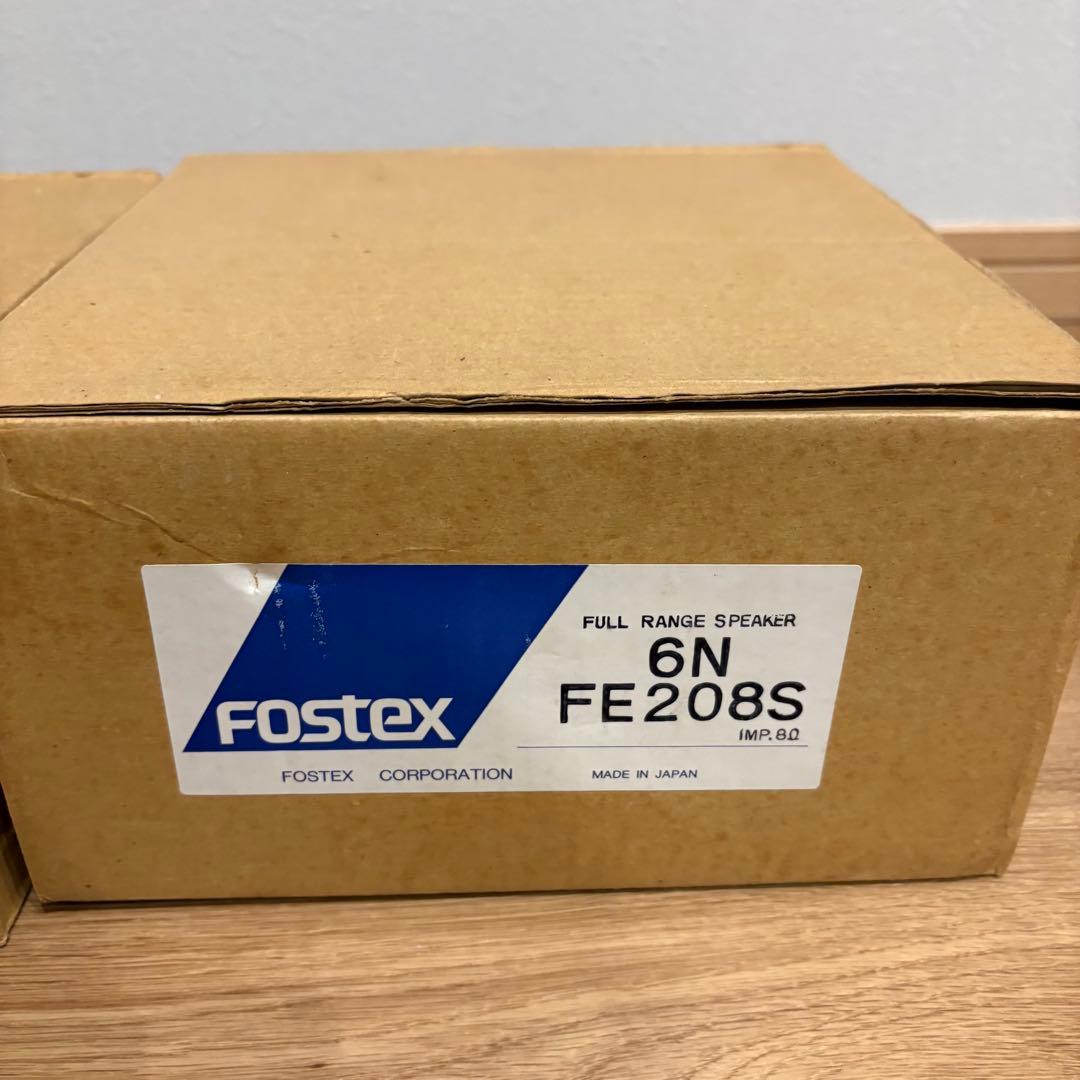 FULL RANGE SPEAKER
6N
FE208S
IMP. 8Ω
FOSTEX
FOSTEX CORPORATION
MADE IN JAPAN